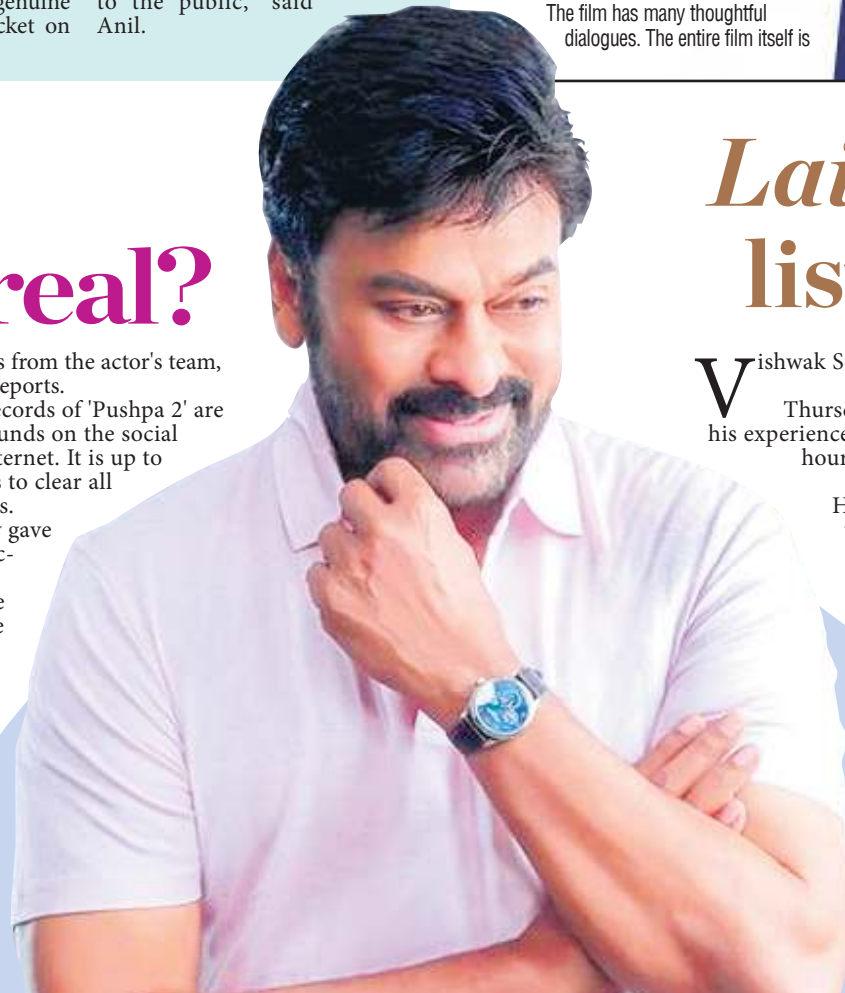 genuine to the public," said
cket on Anil.
The film has many thoughtful
dialogues. The entire film itself is
real?
s from the actor's team,
eports.
ecords of 'Pushpa 2' are
unds on the social
ternet. It is up to
s to clear all
s.
y gave
c-
e
e
Lai
lis
Vishwak S
Thurs
his experience
hour
H